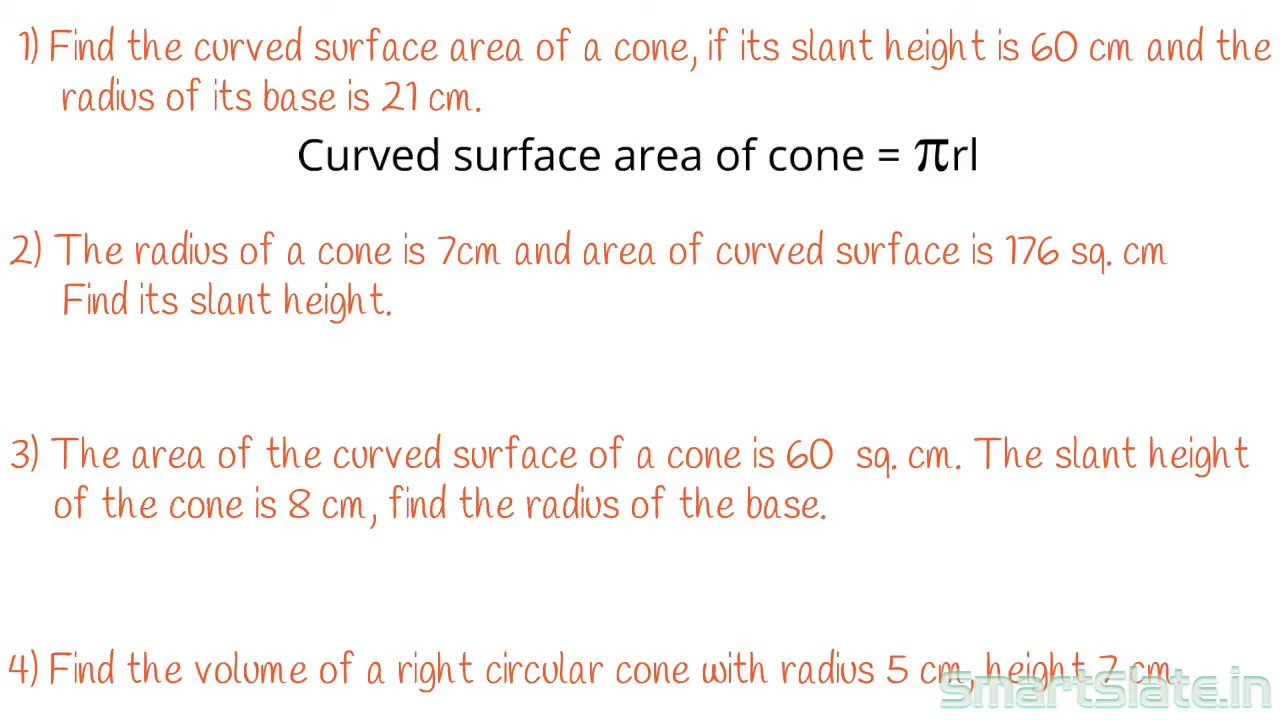 1) Find the curved surface area of a cone, if its slant height is 60 cm and the
radius of its base is 21 cm.
Curved surface area of cone = πrl
2) The radius of a cone is 7cm and area of curved surface is 176 sq. cm
Find its slant height.
3) The area of the curved surface of a cone is 60 sq. cm. The slant height
of the cone is 8 cm, find the radius of the base.
4) Find the volume of a right circular cone with radius 5 cm, height 7 cm.
SmartSlate.in